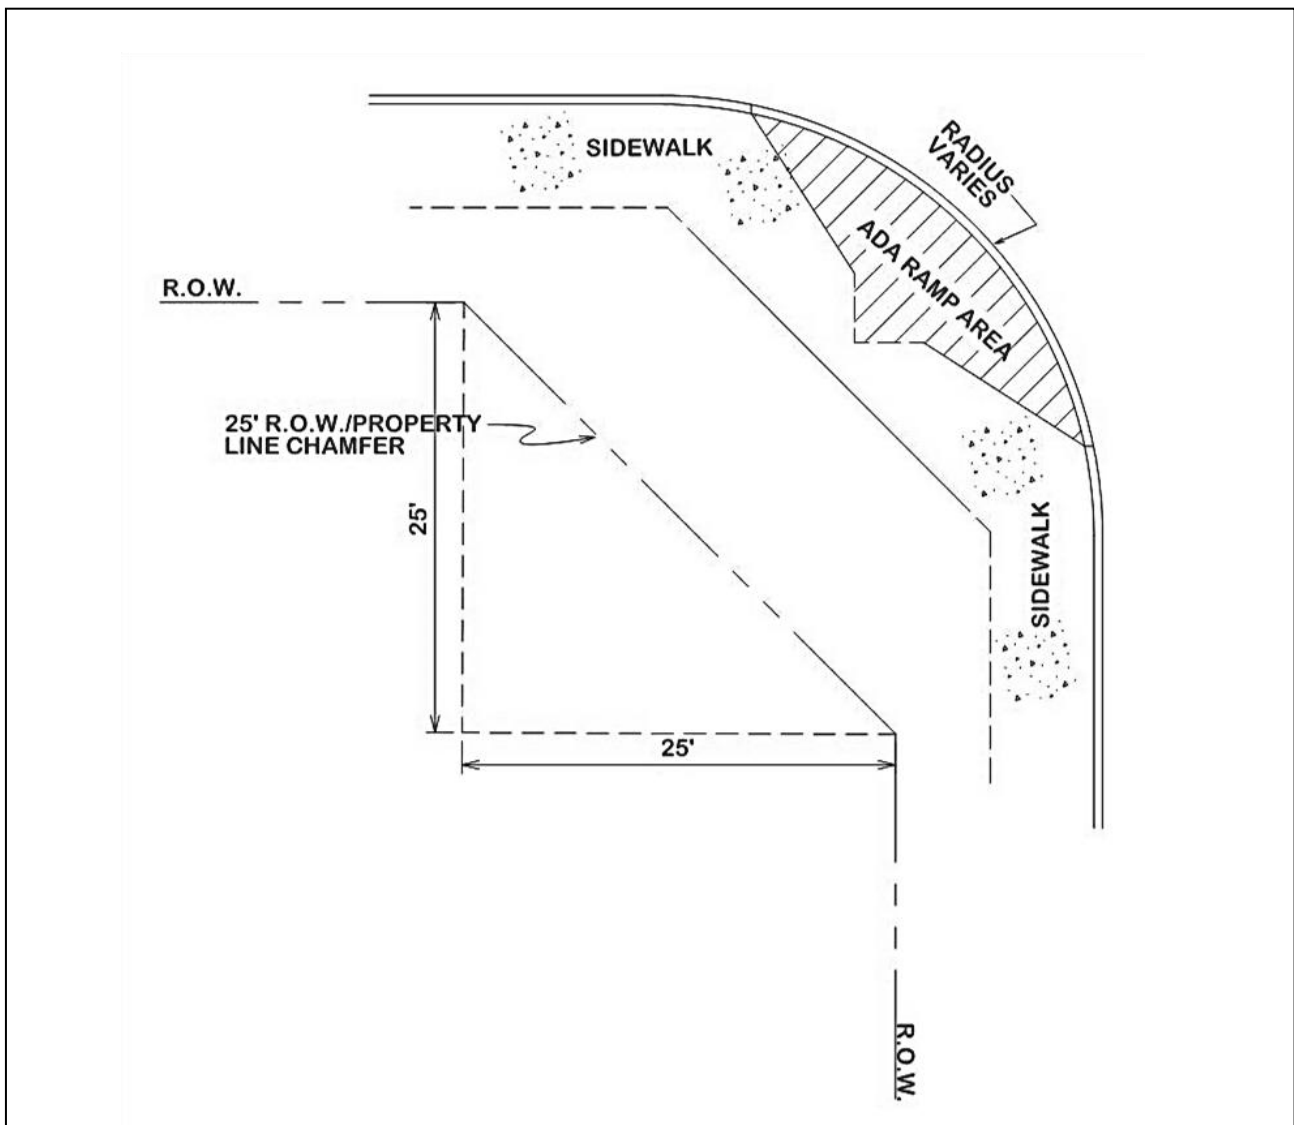 SIDEWALK
RADIUS
VARIES
ADA RAMP AREA
R.O.W.
25' R.O.W./PROPERTY
LINE CHAMFER
25'
SIDEWALK
25'
R.O.W.